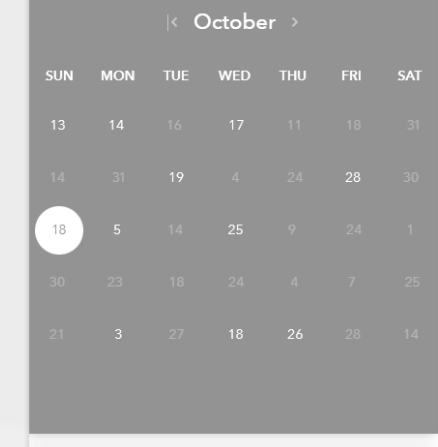 |< October >
SUN MON TUE WED THU FRI SAT
13 14 16 17 11 18 31
14 31 19 4 24 28 30
18 5 14 25 9 24 1
30 23 18 24 4 7 25
21 3 27 18 26 28 14